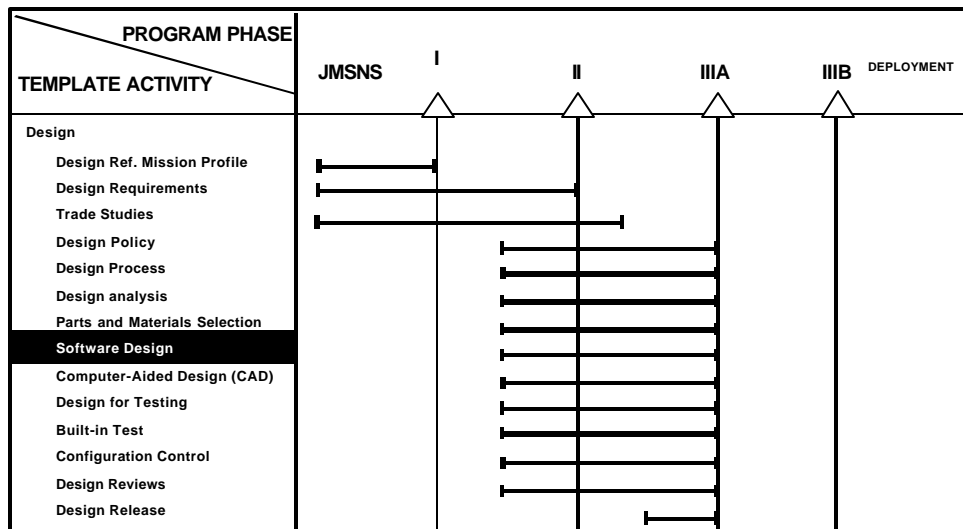 PROGRAM PHASE
TEMPLATE ACTIVITY
JMSNS
I
II
IIIA
IIIB
DEPLOYMENT
Design
Design Ref. Mission Profile
Design Requirements
Trade Studies
Design Policy
Design Process
Design analysis
Parts and Materials Selection
Software Design
Computer-Aided Design (CAD)
Design for Testing
Built-in Test
Configuration Control
Design Reviews
Design Release